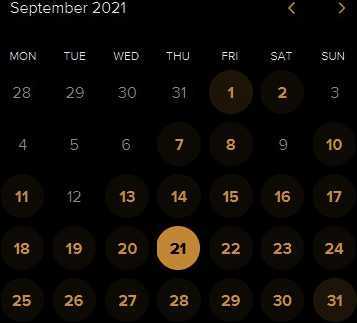 September 2021
MON TUE WED THU FRI SAT SUN
28 29 30 31 1 2 3
4 5 6 7 8 9 10
11 12 13 14 15 16 17
18 19 20 21 22 23 24
25 26 27 28 29 30 31